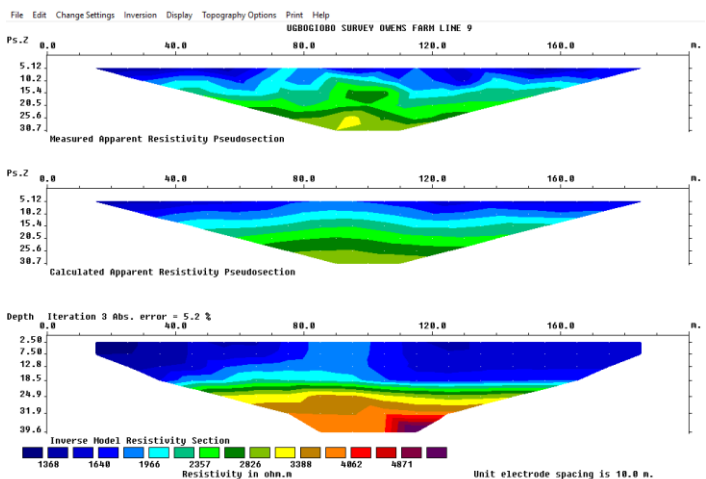 File Edit Change Settings Inversion Display Topography Options Print Help
UGBOGIOBO SURVEY OWENS FARM LINE 9
Ps.Z 0.0 40.0 80.0 120.0 160.0 m.
5.12
10.2
15.4
20.5
25.6
30.7
Measured Apparent Resistivity Pseudosection
Ps.Z 0.0 40.0 80.0 120.0 160.0 m.
5.12
10.2
15.4
20.5
25.6
30.7
Calculated Apparent Resistivity Pseudosection
Depth Iteration 3 Abs. error = 5.2 %
0.0 40.0 80.0 120.0 160.0 m.
2.50
7.50
12.8
18.5
24.9
31.9
39.6
Inverse Model Resistivity Section
1368 1640 1966 2357 2826 3388 4062 4871
Resistivity in ohm.m Unit electrode spacing is 10.0 m.